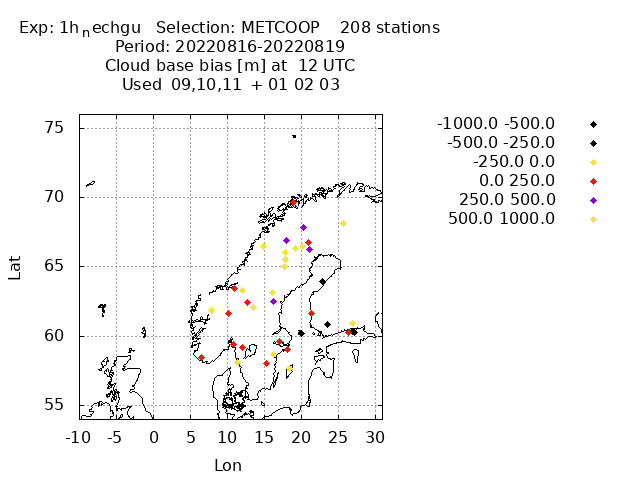 Exp: 1h_nechgu   Selection: METCOOP    208 stations
Period: 20220816-20220819
Cloud base bias [m] at  12 UTC
Used  09,10,11  + 01 02 03
-1000.0 -500.0
-500.0 -250.0
-250.0 0.0
0.0 250.0
250.0 500.0
500.0 1000.0
75
70
65
60
55
Lat
-10 -5 0 5 10 15 20 25 30
Lon